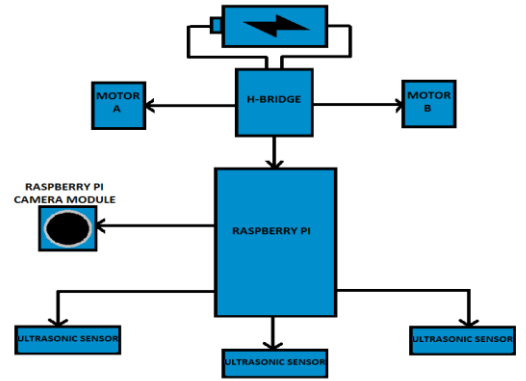 MOTOR
A
H-BRIDGE
MOTOR
B
RASPBERRY PI
CAMERA MODULE
RASPBERRY PI
ULTRASONIC SENSOR
ULTRASONIC SENSOR
ULTRASONIC SENSOR